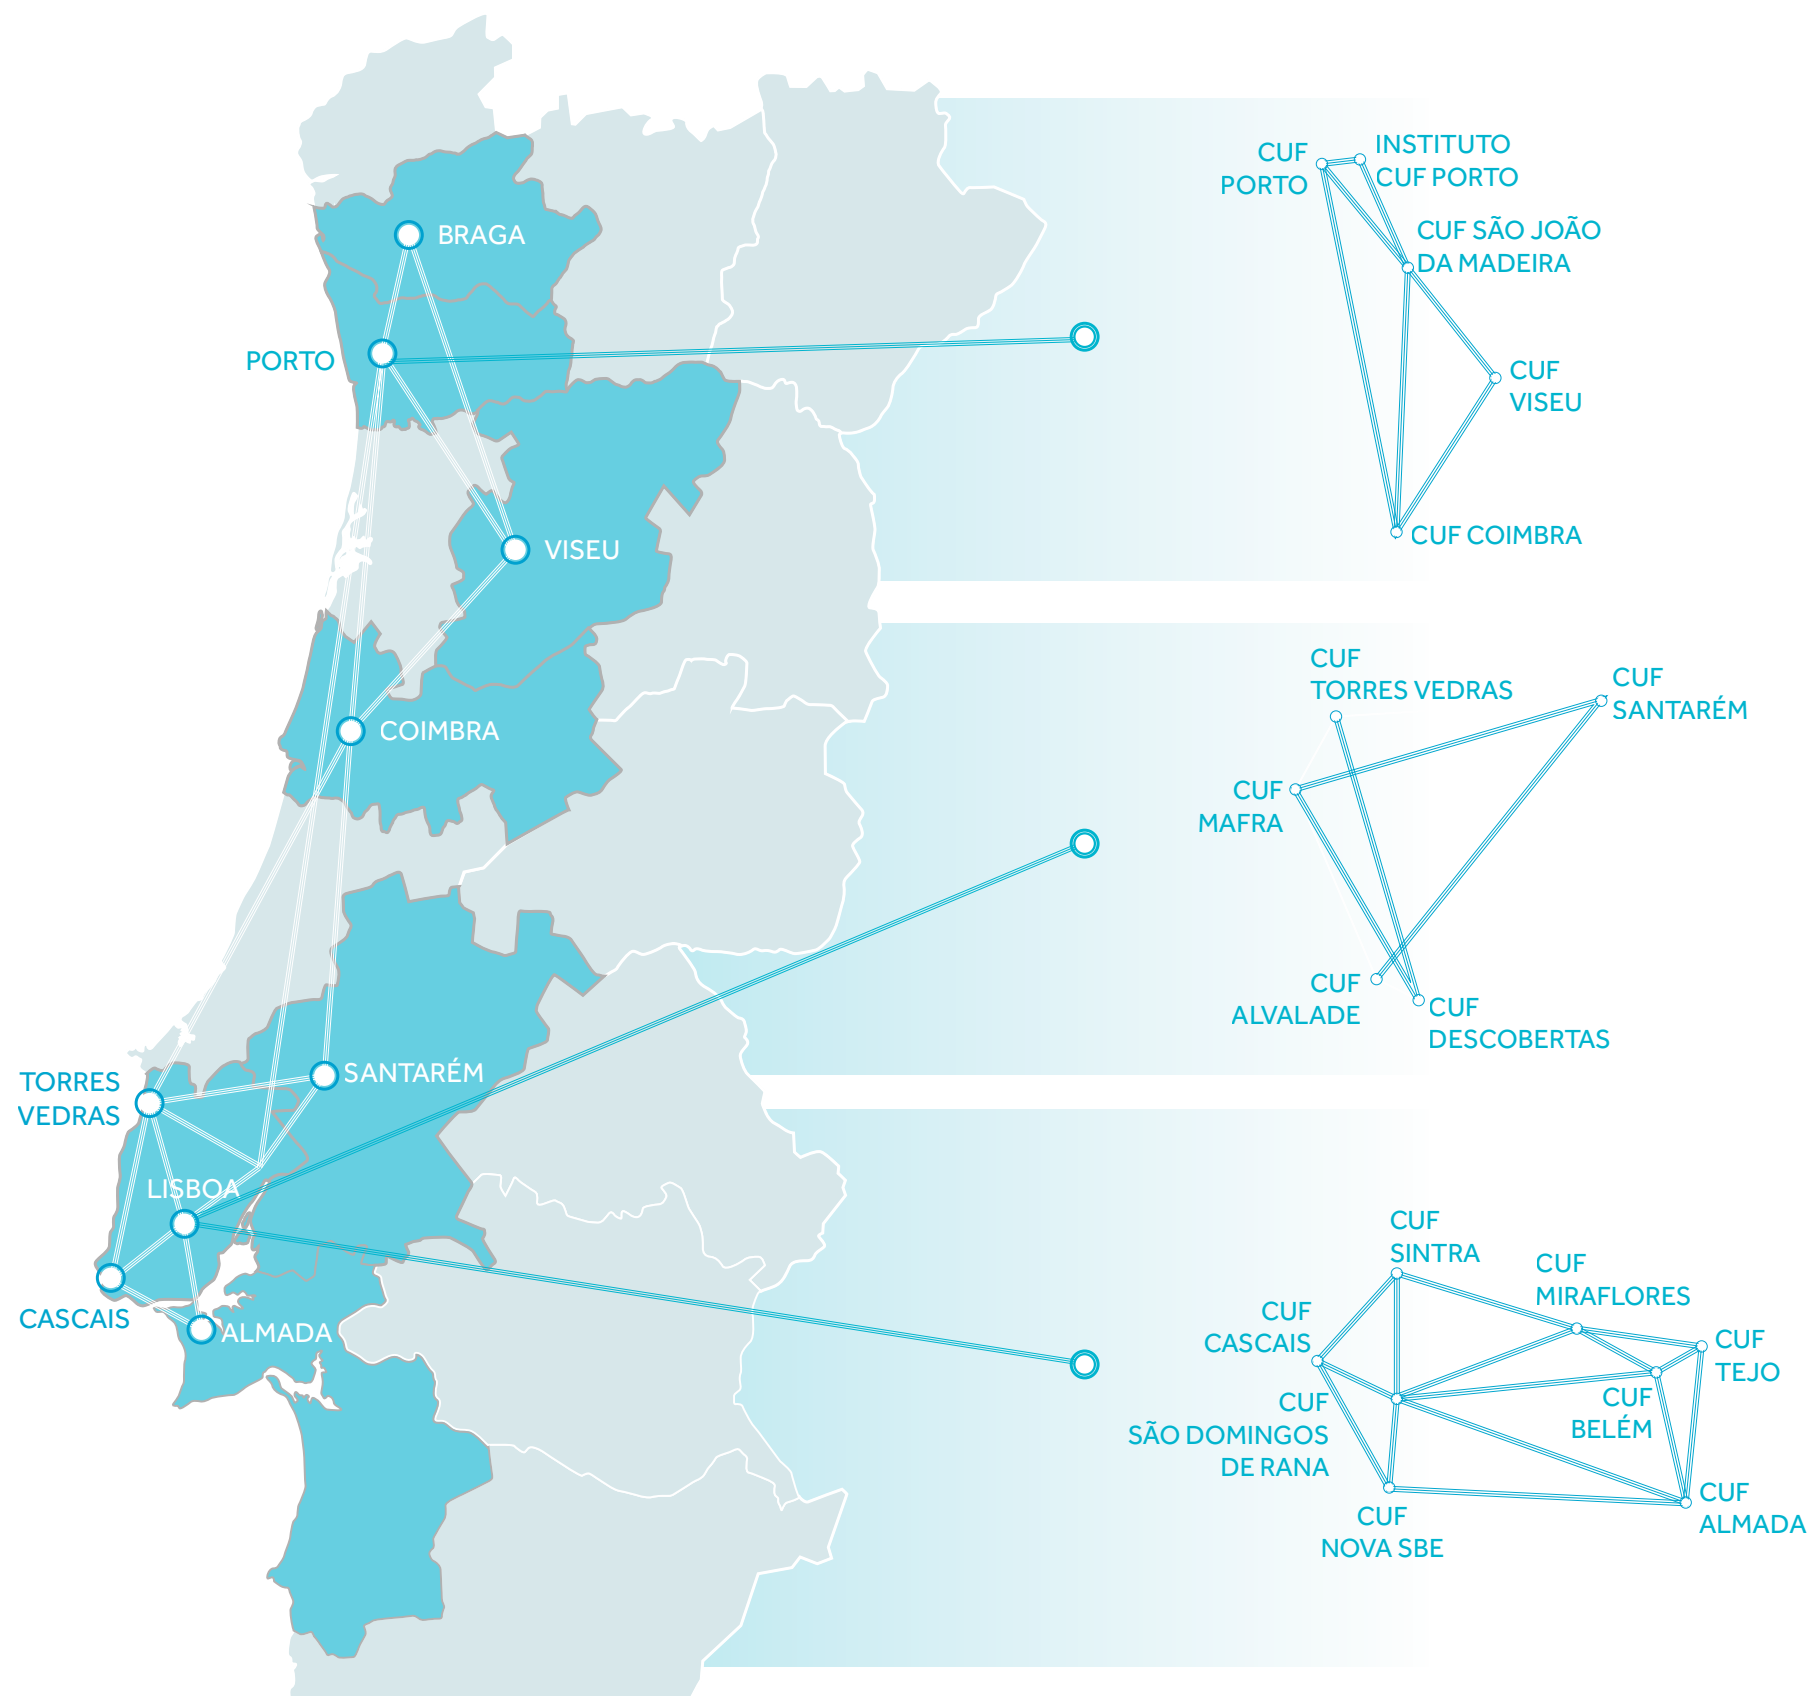 BRAGA
PORTO
VISEU
COIMBRA
SANTARÉM
TORRES
VEDRAS
LISBOA
CASCAIS
ALMADA
CUF
PORTO
INSTITUTO
CUF PORTO
CUF SÃO JOÃO
DA MADEIRA
CUF
VISEU
CUF COIMBRA
CUF
TORRES VEDRAS
CUF
SANTARÉM
CUF
MAFRA
CUF
ALVALADE
CUF
DESCOBERTAS
CUF
SINTRA
CUF
MIRAFLORES
CUF
CASCAIS
CUF
TEJO
CUF
BELÉM
CUF
SÃO DOMINGOS
DE RANA
CUF
ALMADA
CUF
NOVA SBE